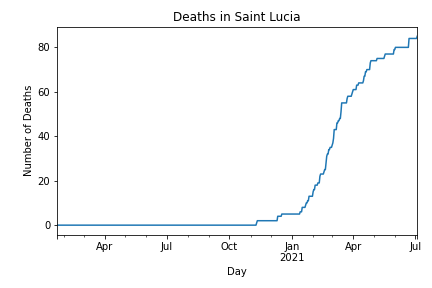 Deaths in Saint Lucia
80
60
40
20
0
Number of Deaths
Apr Jul Oct Jan Apr Jul
2021
Day